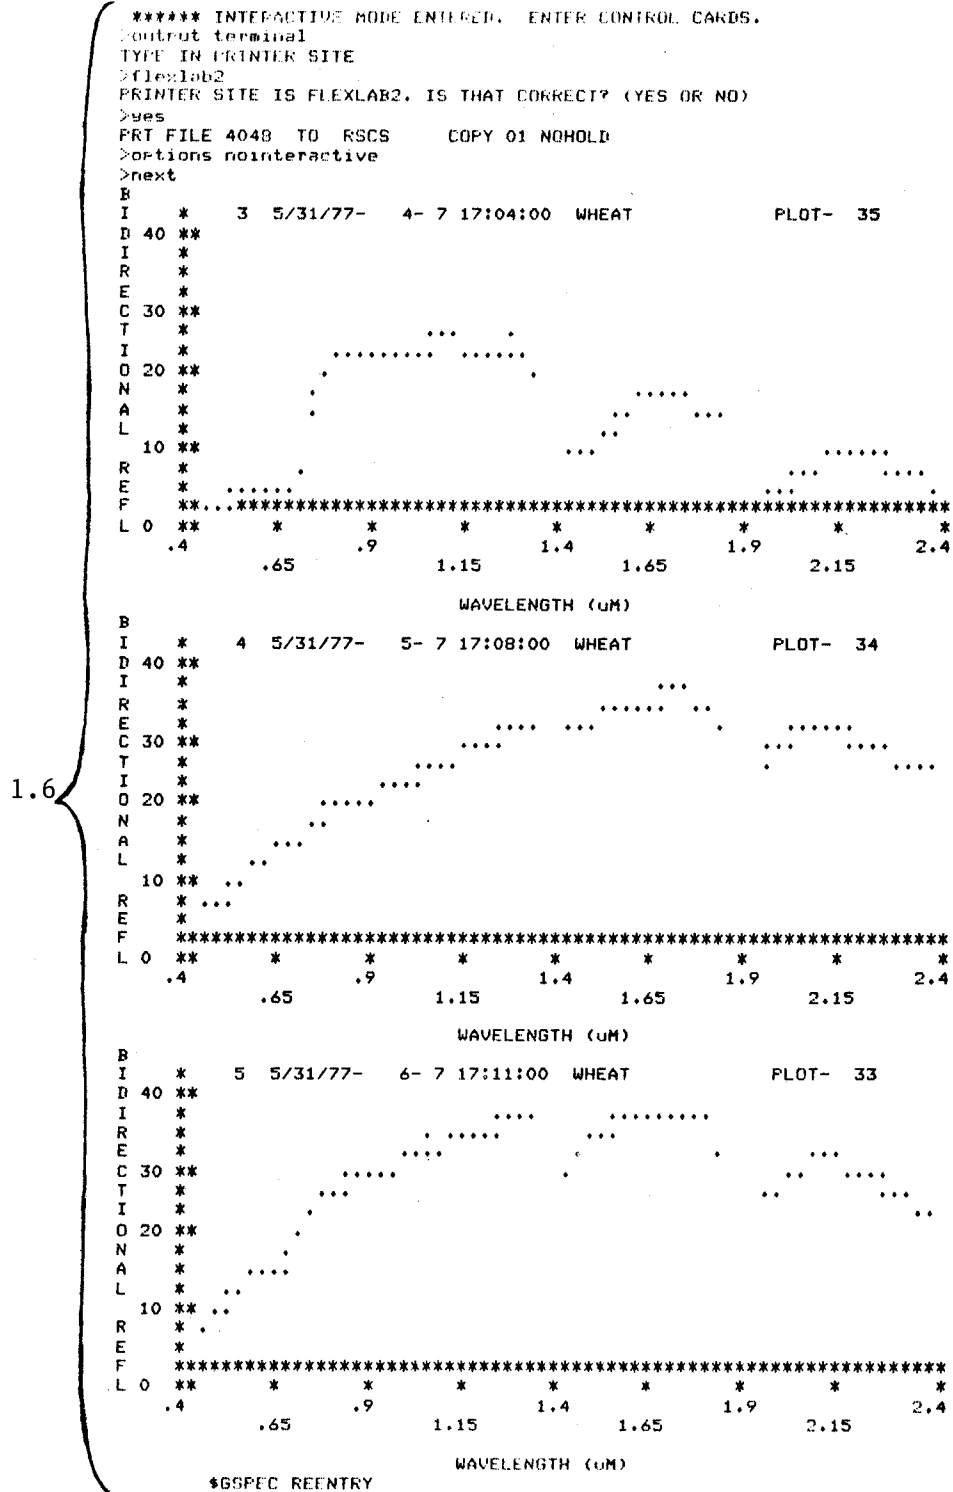 ****** INTERACTIVE MODE ENTERED. ENTER CONTROL CARDS.
>output terminal
TYPE IN PRINTER SITE
>flexlab2
PRINTER SITE IS FLEXLAB2. IS THAT CORRECT? (YES OR NO)
>yes
PRT FILE 4048 TO RSCS COPY 01 NOHOLD
>options nointeractive
>next
1.6
BIDIRECTIONAL REFL
3 5/31/77- 4- 7 17:04:00 WHEAT PLOT- 35
40
30
20
10
0
.4 .9 1.4 1.9 2.4
.65 1.15 1.65 2.15
WAVELENGTH (uM)
BIDIRECTIONAL REFL
4 5/31/77- 5- 7 17:08:00 WHEAT PLOT- 34
40
30
20
10
0
.4 .9 1.4 1.9 2.4
.65 1.15 1.65 2.15
WAVELENGTH (uM)
BIDIRECTIONAL REFL
5 5/31/77- 6- 7 17:11:00 WHEAT PLOT- 33
40
30
20
10
0
.4 .9 1.4 1.9 2.4
.65 1.15 1.65 2.15
WAVELENGTH (uM)
$GSPEC REENTRY